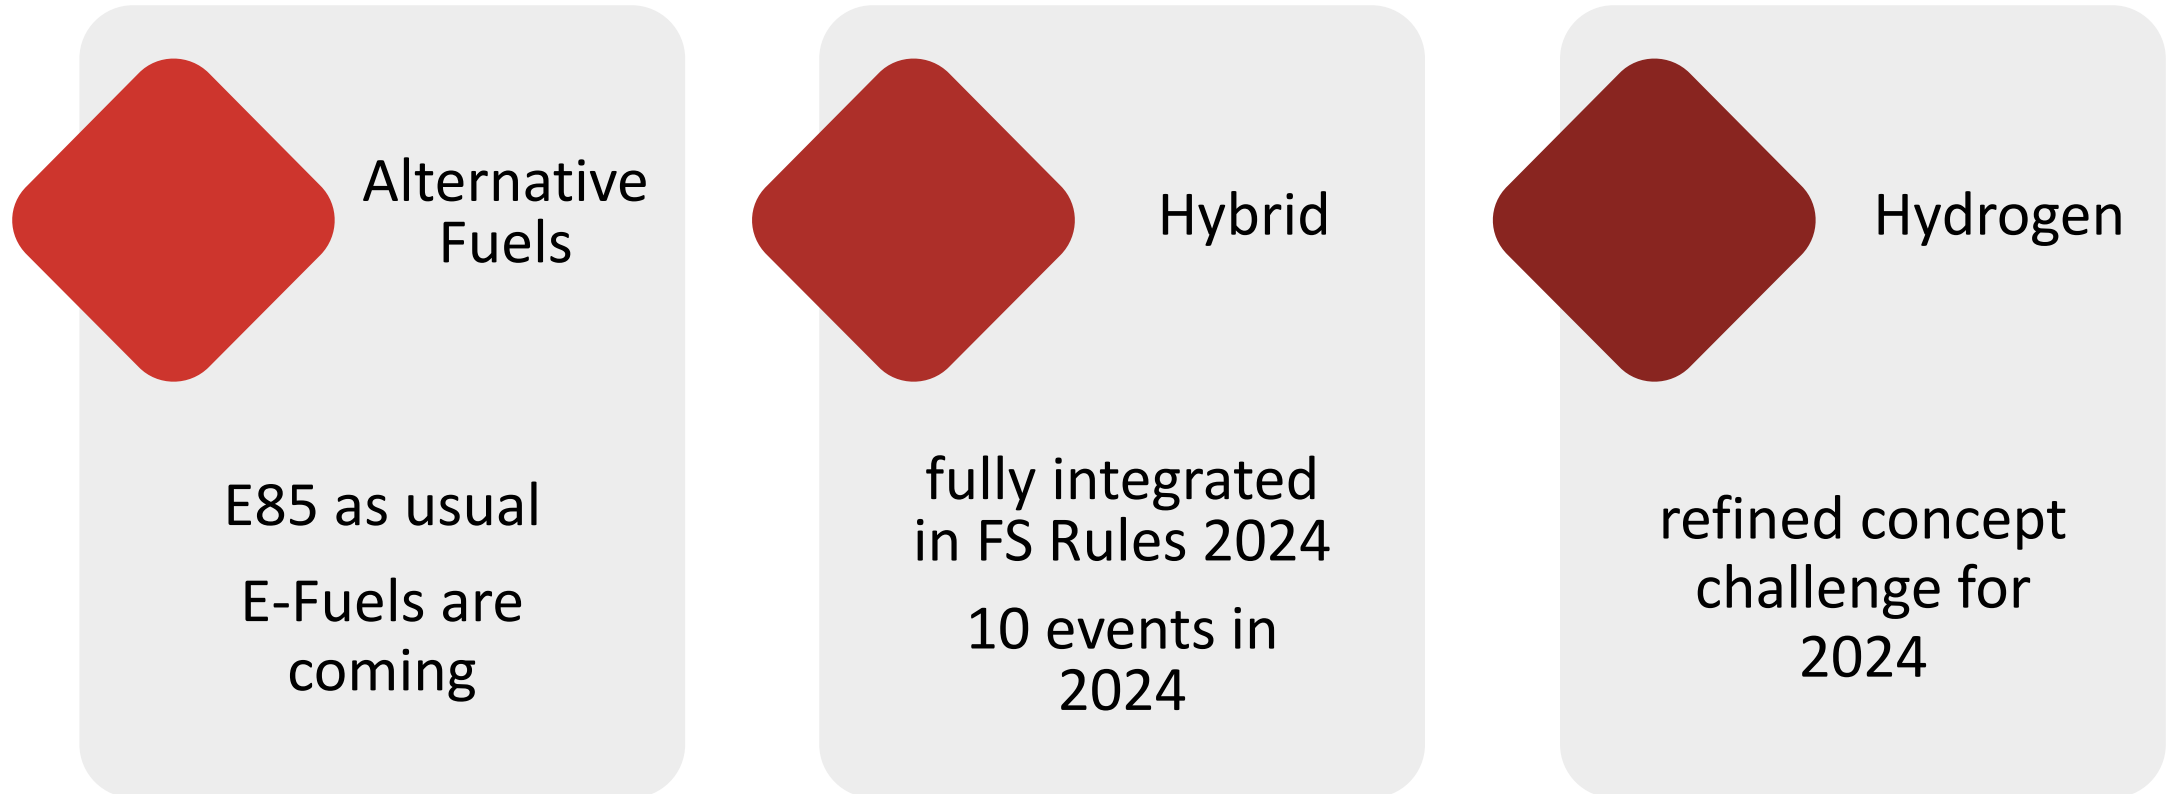 Alternative
Fuels
E85 as usual
E-Fuels are
coming
Hybrid
fully integrated
in FS Rules 2024
10 events in
2024
Hydrogen
refined concept
challenge for
2024